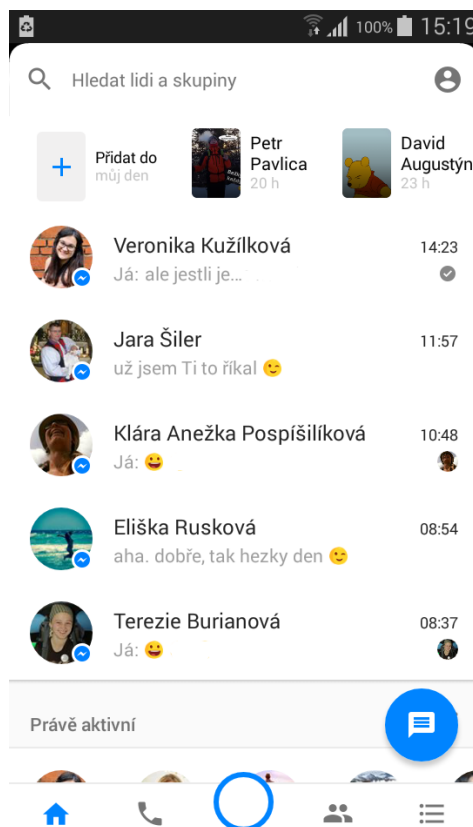 100% 15:19
Hledat lidi a skupiny
Přidat do
můj den
Petr
Pavlica
20 h
David
Augustýn
23 h
Veronika Kužílková 14:23
Já: ale jestli je…
Jara Šiler 11:57
už jsem Ti to říkal 😉
Klára Anežka Pospíšilíková 10:48
Já: 😀
Eliška Rusková 08:54
aha. dobře, tak hezky den 😉
Terezie Burianová 08:37
Já: 😀
Právě aktivní